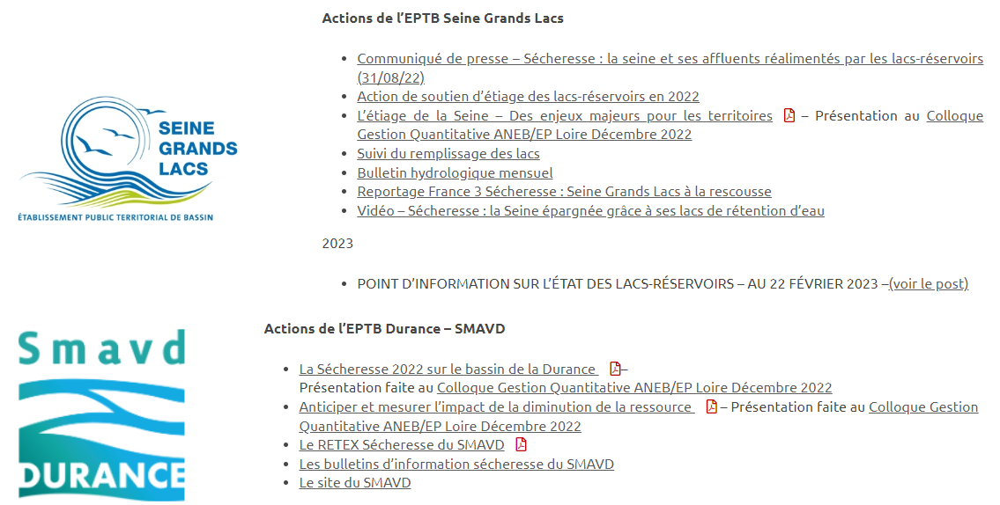 Actions de l’EPTB Seine Grands Lacs
• Communiqué de presse – Sécheresse : la seine et ses affluents réalimentés par les lacs-réservoirs
(31/08/22)
• Action de soutien d’étiage des lacs-réservoirs en 2022
• L’étiage de la Seine – Des enjeux majeurs pour les territoires – Présentation au Colloque
Gestion Quantitative ANEB/EP Loire Décembre 2022
• Suivi du remplissage des lacs
• Bulletin hydrologique mensuel
• Reportage France 3 Sécheresse : Seine Grands Lacs à la rescousse
• Vidéo – Sécheresse : la Seine épargnée grâce à ses lacs de rétention d’eau
SEINE
GRANDS
LACS
ÉTABLISSEMENT PUBLIC TERRITORIAL DE BASSIN
2023
• POINT D’INFORMATION SUR L’ÉTAT DES LACS-RÉSERVOIRS – AU 22 FÉVRIER 2023 –(voir le post)
Smavd
DURANCE
Actions de l’EPTB Durance – SMAVD
• La Sécheresse 2022 sur le bassin de la Durance –
Présentation faite au Colloque Gestion Quantitative ANEB/EP Loire Décembre 2022
• Anticiper et mesurer l’impact de la diminution de la ressource – Présentation faite au Colloque Gestion
Quantitative ANEB/EP Loire Décembre 2022
• Le RETEX Sécheresse du SMAVD
• Les bulletins d’information sécheresse du SMAVD
• Le site du SMAVD